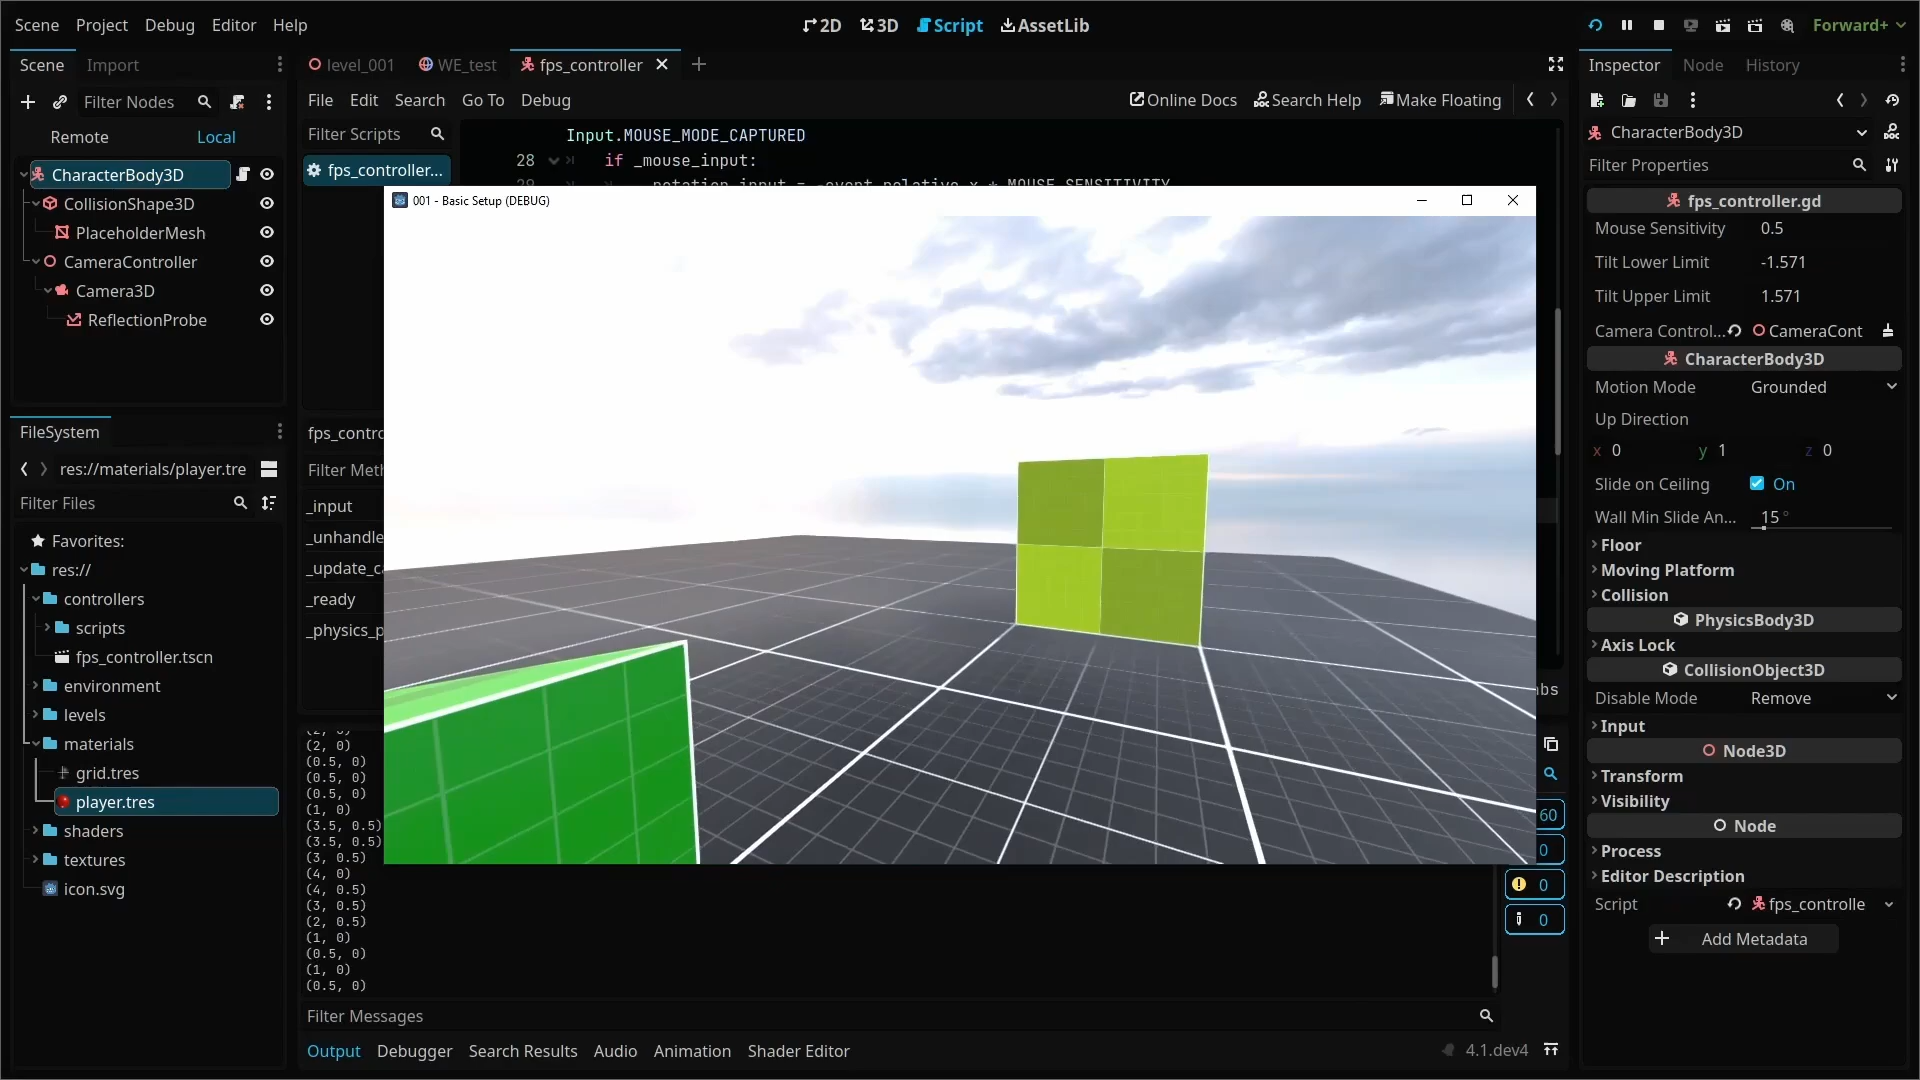 Scene Project Debug Editor Help
2D 3D Script AssetLib
Forward+
Scene Import
level_001 WE_test fps_controller
Inspector Node History
Filter Nodes
File Edit Search Go To Debug
Online Docs Search Help Make Floating
Remote Local
Filter Scripts
fps_controller...
Input.MOUSE_MODE_CAPTURED
28 if _mouse_input:
CharacterBody3D
CollisionShape3D
PlaceholderMesh
CameraController
Camera3D
ReflectionProbe
001 - Basic Setup (DEBUG)
fps_contro
Filter Meth
_input
_unhandle
_update_ca
_ready
_physics_p
FileSystem
res://materials/player.tre
Filter Files
Favorites:
res://
controllers
scripts
fps_controller.tscn
environment
levels
materials
grid.tres
player.tres
shaders
textures
icon.svg
(2, 0)
(0.5, 0)
(0.5, 0)
(0.5, 0)
(1, 0)
(3.5, 0.5)
(3.5, 0.5)
(3, 0.5)
(4, 0)
(4, 0.5)
(3, 0.5)
(2, 0.5)
(1, 0)
(0.5, 0)
(1, 0)
(0.5, 0)
abs
60
0
0
0
Filter Messages
Output Debugger Search Results Audio Animation Shader Editor
4.1.dev4
CharacterBody3D
Filter Properties
fps_controller.gd
Mouse Sensitivity 0.5
Tilt Lower Limit -1.571
Tilt Upper Limit 1.571
Camera Control... CameraCont
CharacterBody3D
Motion Mode Grounded
Up Direction
x 0 y 1 z 0
Slide on Ceiling On
Wall Min Slide An... 15 °
Floor
Moving Platform
Collision
PhysicsBody3D
Axis Lock
CollisionObject3D
Disable Mode Remove
Input
Node3D
Transform
Visibility
Node
Process
Editor Description
Script fps_controlle
Add Metadata